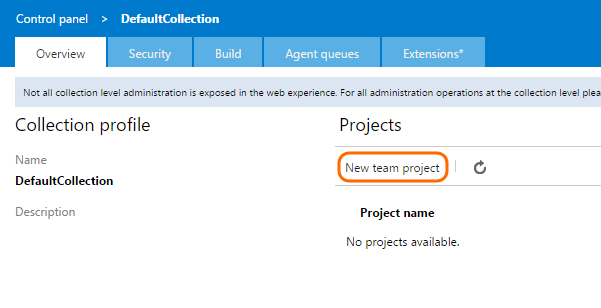 Control panel > DefaultCollection
Overview Security Build Agent queues Extensions*
Not all collection level administration is exposed in the web experience. For all administration operations at the collection level plea
Collection profile Projects
Name New team project
DefaultCollection
Description Project name
No projects available.